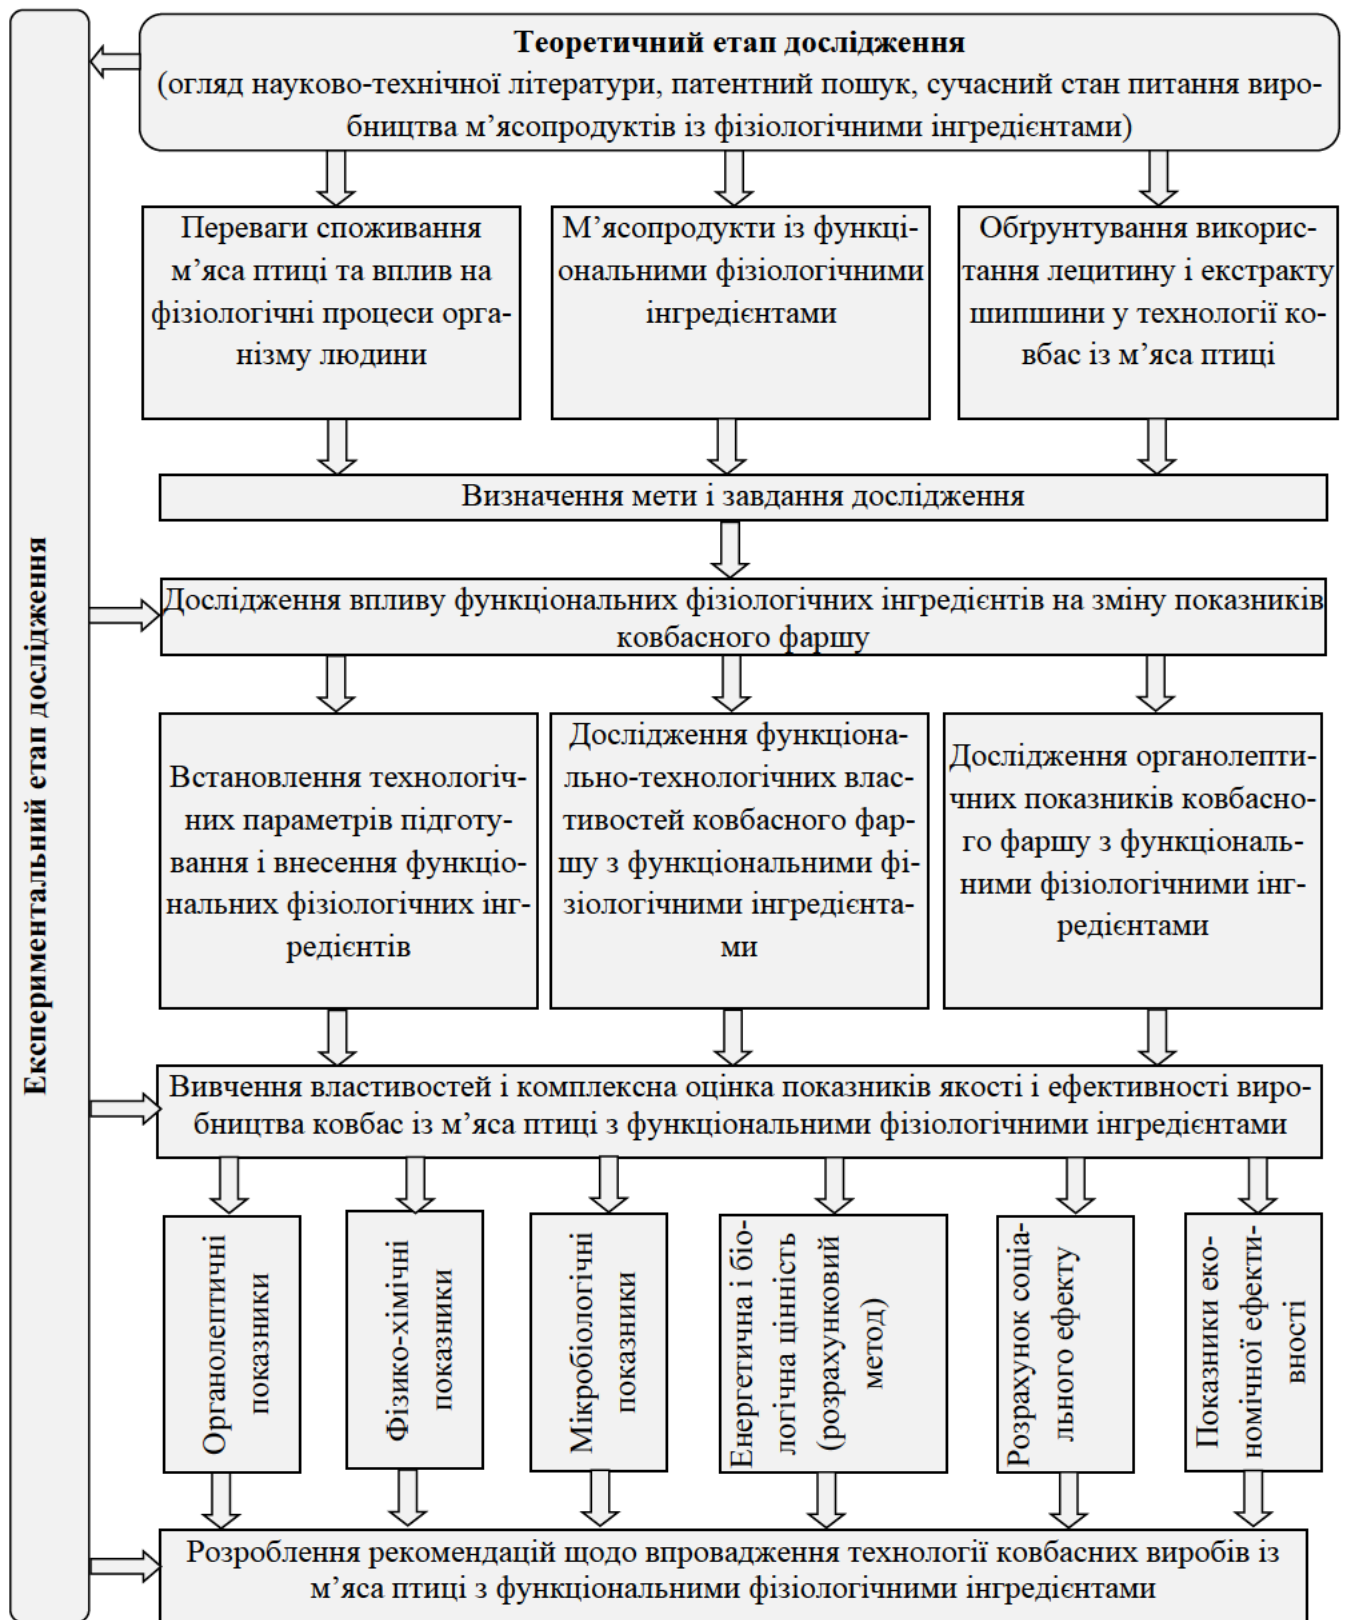 Теоретичний етап дослідження
(огляд науково-технічної літератури, патентний пошук, сучасний стан питання виро-
бництва м’ясопродуктів із фізіологічними інгредієнтами)
Переваги споживання
м’яса птиці та вплив на
фізіологічні процеси орга-
нізму людини
М’ясопродукти із функці-
ональними фізіологічними
інгредієнтами
Обґрунтування викорис-
тання лецитину і екстракту
шипшини у технології ко-
вбас із м’яса птиці
Визначення мети і завдання дослідження
Експериментальний етап дослідження
Дослідження впливу функціональних фізіологічних інгредієнтів на зміну показників
ковбасного фаршу
Встановлення технологіч-
них параметрів підготу-
вання і внесення функціо-
нальних фізіологічних інг-
редієнтів
Дослідження функціона-
льно-технологічних влас-
тивостей ковбасного фар-
шу з функціональними фі-
зіологічними інгредієнта-
ми
Дослідження органолепти-
чних показників ковбасно-
го фаршу з функціональ-
ними фізіологічними інг-
редієнтами
Вивчення властивостей і комплексна оцінка показників якості і ефективності виро-
бництва ковбас із м’яса птиці з функціональними фізіологічними інгредієнтами
Органолептичні
показники
Фізико-хімічні
показники
Мікробіологічні
показники
Енергетична і біо-
логічна цінність
(розрахунковий
метод)
Розрахунок соціа-
льного ефекту
Показники еко-
номічної ефекти-
вності
Розроблення рекомендацій щодо впровадження технології ковбасних виробів із
м’яса птиці з функціональними фізіологічними інгредієнтами